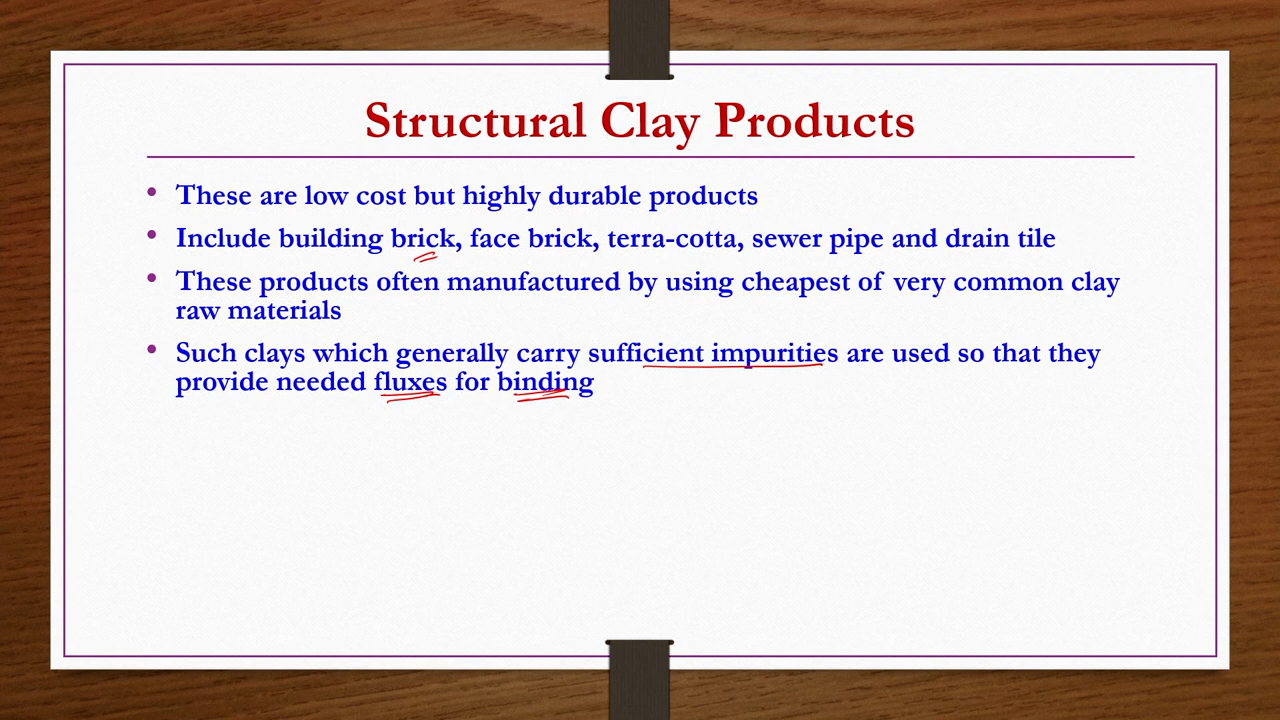 Structural Clay Products
• These are low cost but highly durable products
• Include building brick, face brick, terra-cotta, sewer pipe and drain tile
• These products often manufactured by using cheapest of very common clay
raw materials
• Such clays which generally carry sufficient impurities are used so that they
provide needed fluxes for binding